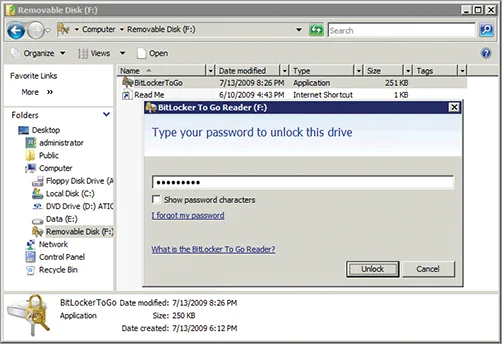 Removable Disk (F:)
Computer ▸ Removable Disk (F:) ▸
Search
Organize Views Open
Favorite Links
More »
Folders
Desktop
administrator
Public
Computer
Floppy Disk Drive (A
Local Disk (C:)
DVD Drive (D:) ATIC
Data (E:)
Removable Disk (F:)
Network
Control Panel
Recycle Bin
Name Date modified Type Size Tags
BitLockerToGo 7/13/2009 8:26 PM Application 251 KB
Read Me 6/10/2009 4:43 PM Internet Shortcut 1 KB
BitLocker To Go Reader (F:)
Type your password to unlock this drive
•••••••••
Show password characters
I forgot my password
What is the BitLocker To Go Reader?
Unlock Cancel
BitLockerToGo Date modified: 7/13/2009 8:26 PM
Application Size: 250 KB
Date created: 7/13/2009 6:12 PM